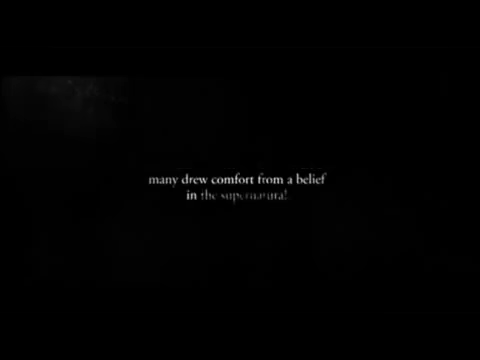 many drew comfort from a belief
in the supernatural